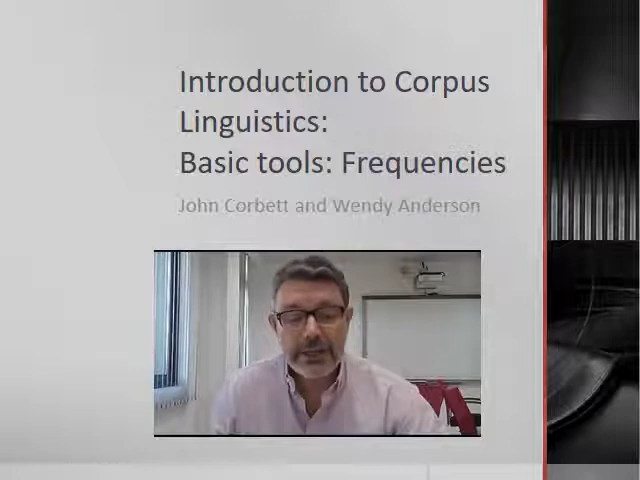 Introduction to Corpus
Linguistics:
Basic tools: Frequencies
John Corbett and Wendy Anderson